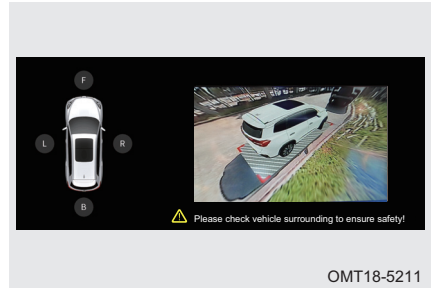 F
L
R
B
Please check vehicle surrounding to ensure safety!
OMT18-5211